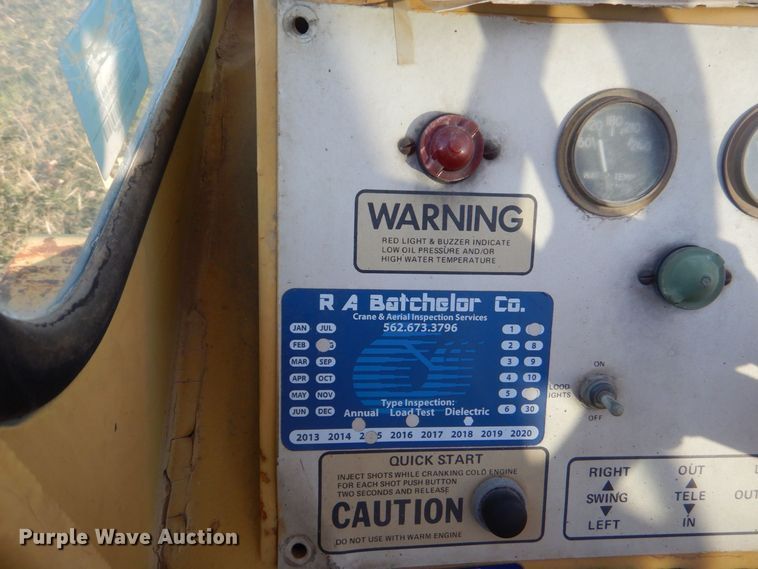 WARNING
RED LIGHT & BUZZER INDICATE
LOW OIL PRESSURE AND/OR
HIGH WATER TEMPERATURE
R A Batchelor Co.
Crane & Aerial Inspection Services
562.673.3796
JAN JUL 1
FEB 2 8
MAR SEP 3 9
APR OCT 4 10
MAY NOV 5
JUN DEC 6 30
Type Inspection:
Annual Load Test Dielectric
2013 2014 2015 2016 2017 2018 2019 2020
ON
OFF
QUICK START
INJECT SHOTS WHILE CRANKING COLD ENGINE
FOR EACH SHOT PUSH BUTTON
TWO SECONDS AND RELEASE
CAUTION
DO NOT USE WITH WARM ENGINE
RIGHT OUT
SWING TELE
LEFT IN
WATER TEMP
Purple Wave Auction